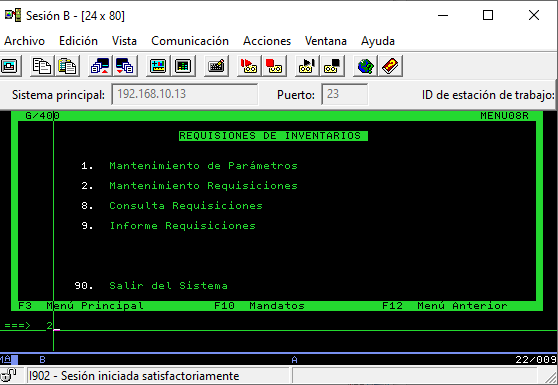 Sesión B - [24 x 80]
Archivo Edición Vista Comunicación Acciones Ventana Ayuda
Sistema principal: 192.168.10.13 Puerto: 23 ID de estación de trabajo:
G/400 MENU08R
REQUISIONES DE INVENTARIOS
1. Mantenimiento de Parámetros
2. Mantenimiento Requisiciones
8. Consulta Requisiciones
9. Informe Requisiciones
90. Salir del Sistema
F3 Menú Principal F10 Mandatos F12 Menú Anterior
===> 2_
MA B A 22/009
I902 - Sesión iniciada satisfactoriamente